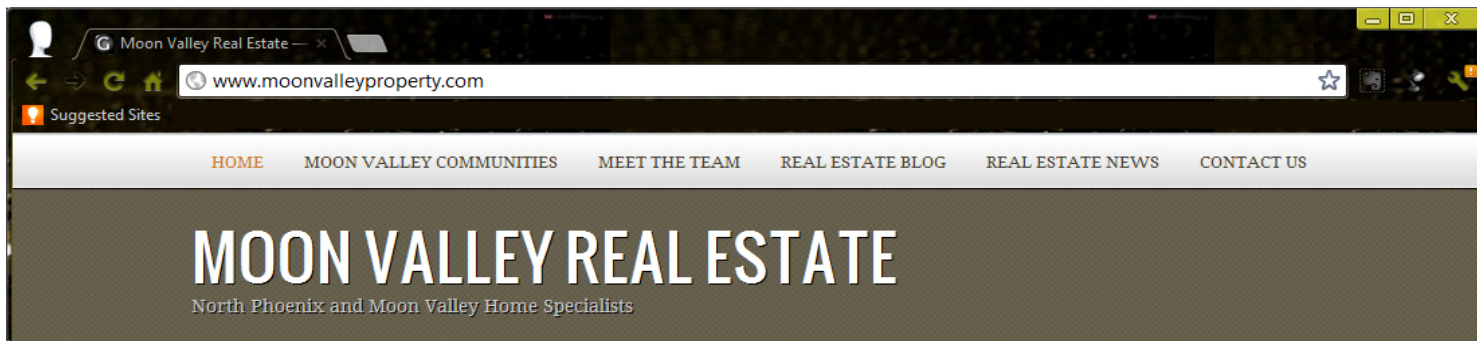 Moon Valley Real Estate —
www.moonvalleyproperty.com
Suggested Sites
HOME MOON VALLEY COMMUNITIES MEET THE TEAM REAL ESTATE BLOG REAL ESTATE NEWS CONTACT US
MOON VALLEY REAL ESTATE
North Phoenix and Moon Valley Home Specialists